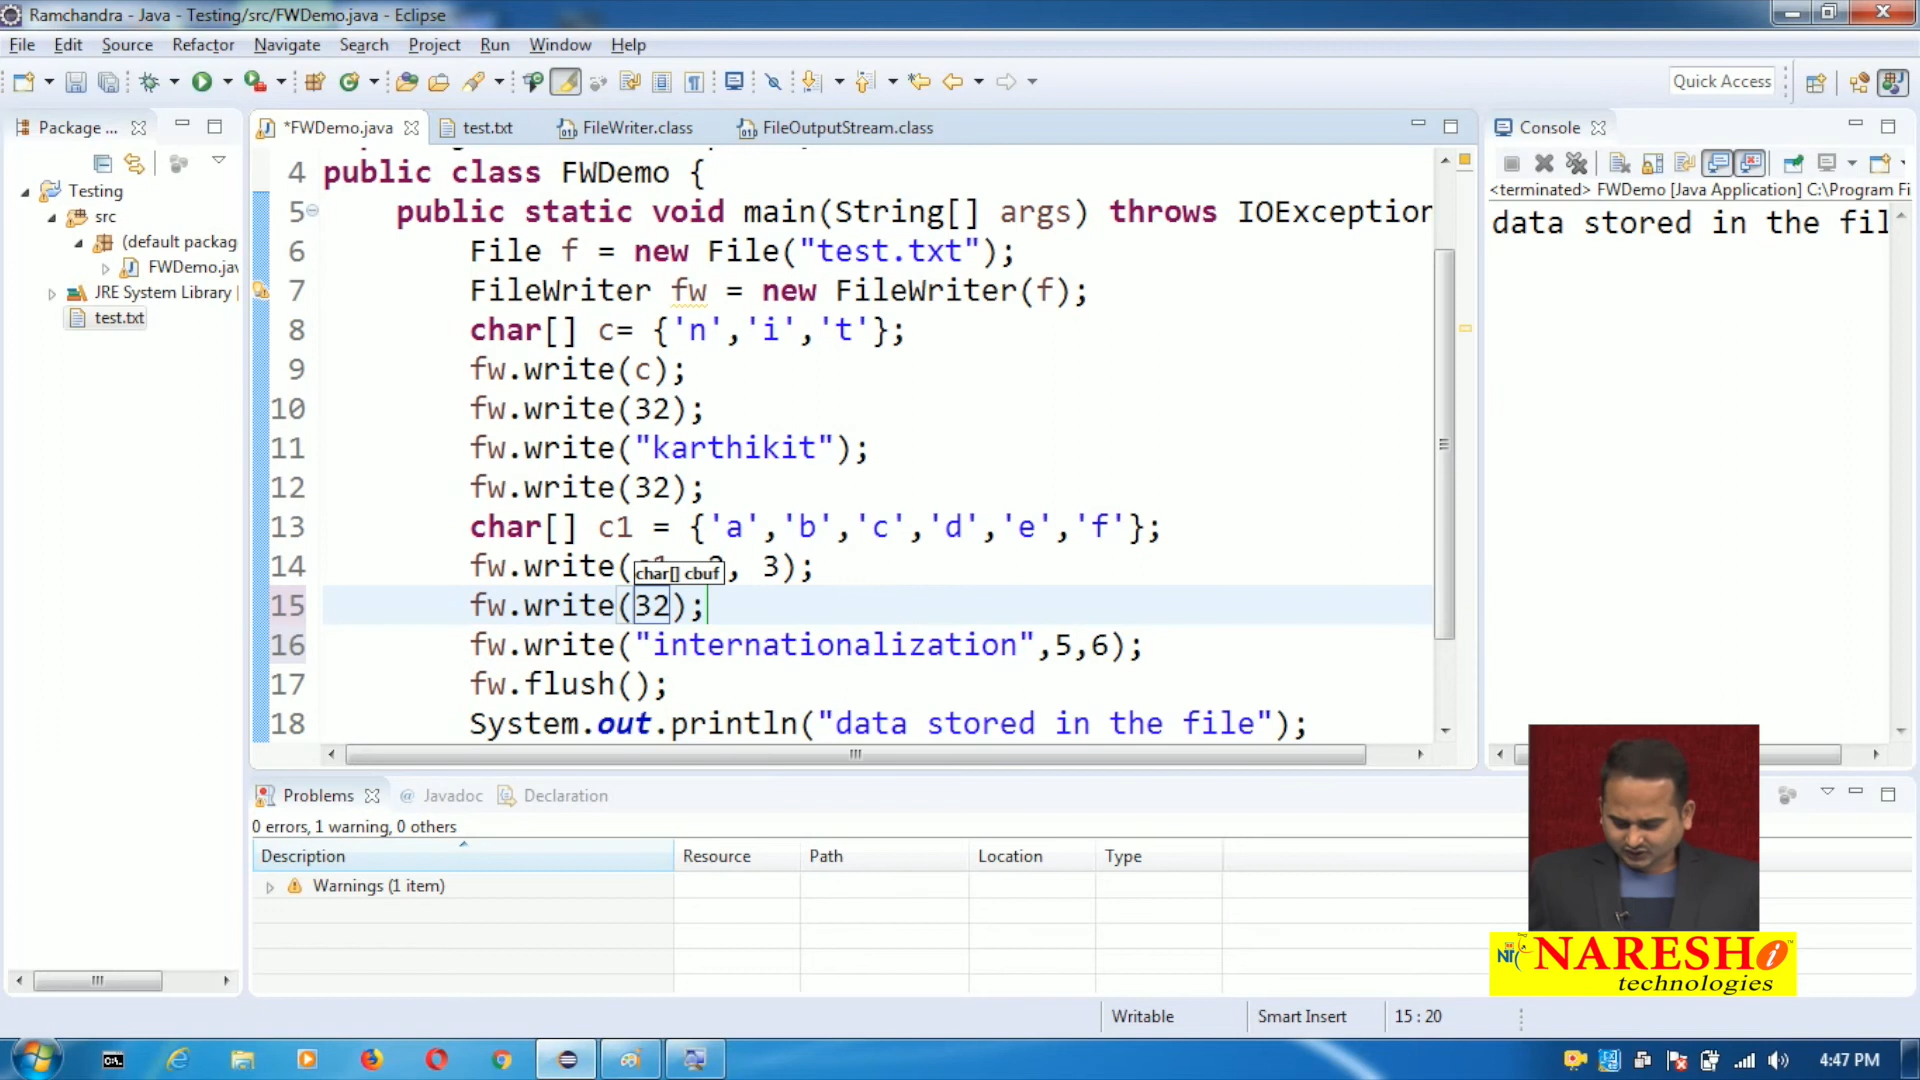 Ramchandra - Java - Testing/src/FWDemo.java - Eclipse
File Edit Source Refactor Navigate Search Project Run Window Help
Quick Access
Package ...
*FWDemo.java test.txt FileWriter.class FileOutputStream.class
Console
Testing
src
(default packag
FWDemo.jav
JRE System Library
test.txt
<terminated> FWDemo [Java Application] C:\Program Fi
data stored in the fil
4 public class FWDemo {
5 public static void main(String[] args) throws IOException
6 File f = new File("test.txt");
7 FileWriter fw = new FileWriter(f);
8 char[] c= {'n','i','t'};
9 fw.write(c);
10 fw.write(32);
11 fw.write("karthikit");
12 fw.write(32);
13 char[] c1 = {'a','b','c','d','e','f'};
14 fw.write( , 3);
char[] cbuf
15 fw.write(32);
16 fw.write("internationalization",5,6);
17 fw.flush();
18 System.out.println("data stored in the file");
Problems @ Javadoc Declaration
0 errors, 1 warning, 0 others
Description Resource Path Location Type
Warnings (1 item)
NARESH i
technologies
Writable Smart Insert 15 : 20
4:47 PM